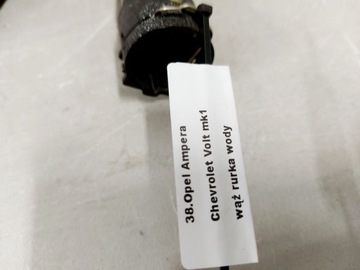 38.Opel Ampera
Chevrolet Volt mk1
wąż rurka wody